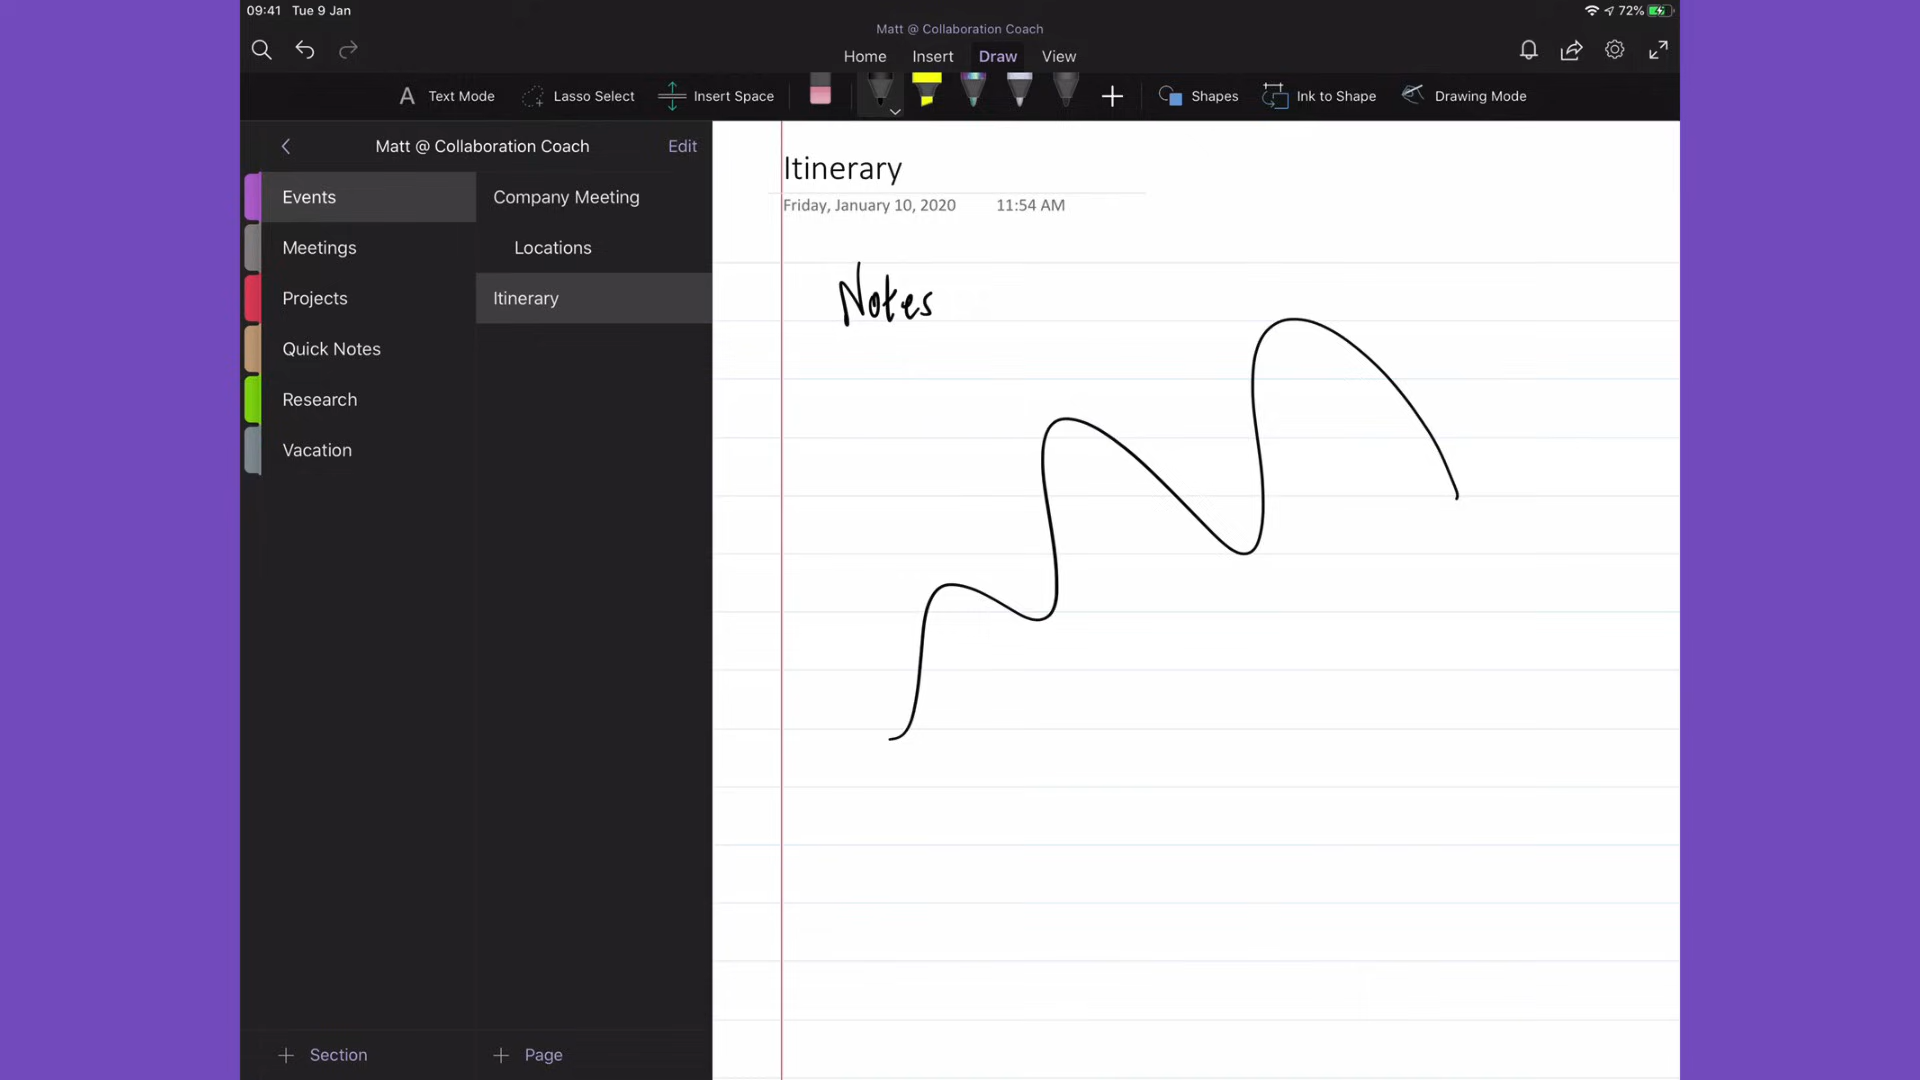 09:41 Tue 9 Jan
72%
Matt @ Collaboration Coach
Home Insert Draw View
A Text Mode Lasso Select Insert Space Shapes Ink to Shape Drawing Mode
Matt @ Collaboration Coach Edit
Events
Meetings
Projects
Quick Notes
Research
Vacation
Company Meeting
Locations
Itinerary
Itinerary
Friday, January 10, 2020 11:54 AM
Notes
+ Section + Page